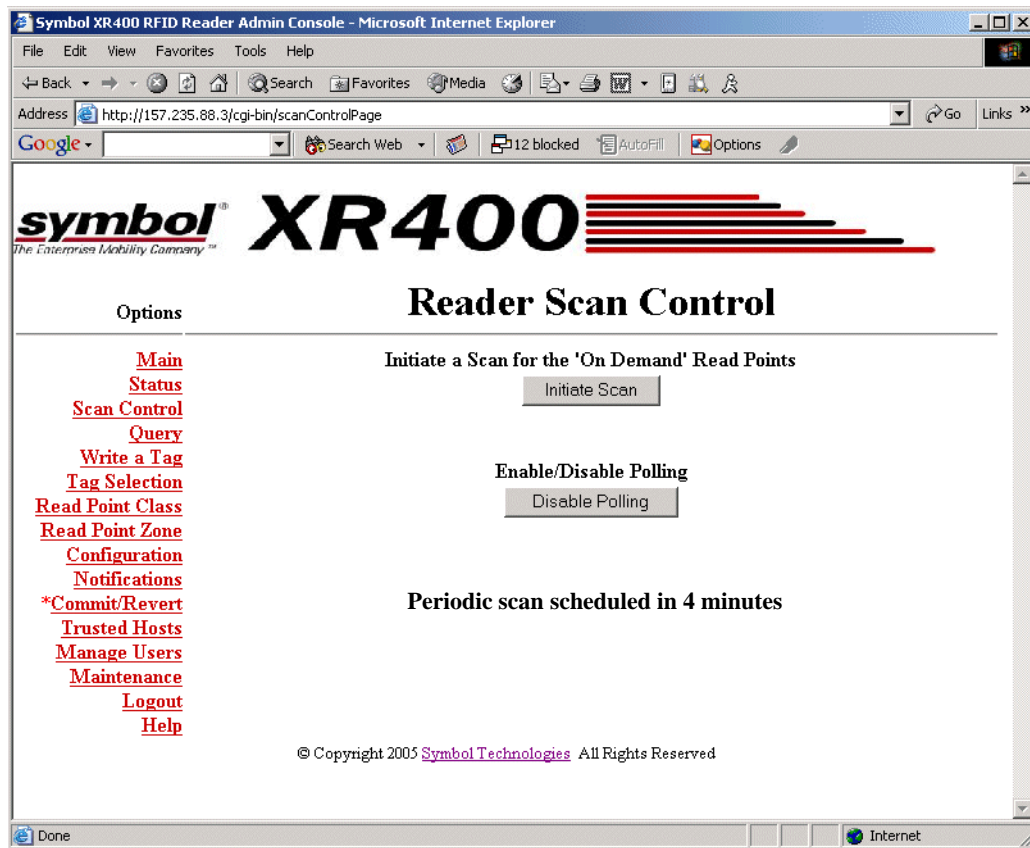 Symbol XR400 RFID Reader Admin Console - Microsoft Internet Explorer
File Edit View Favorites Tools Help
Back Search Favorites Media
Address http://157.235.88.3/cgi-bin/scanControlPage Go Links »
Google Search Web 12 blocked AutoFill Options
symbol® XR400
The Enterprise Mobility Company ™
Options
Reader Scan Control
Main
Status
Scan Control
Query
Write a Tag
Tag Selection
Read Point Class
Read Point Zone
Configuration
Notifications
*Commit/Revert
Trusted Hosts
Manage Users
Maintenance
Logout
Help
Initiate a Scan for the 'On Demand' Read Points
Initiate Scan
Enable/Disable Polling
Disable Polling
Periodic scan scheduled in 4 minutes
© Copyright 2005 Symbol Technologies All Rights Reserved
Done Internet